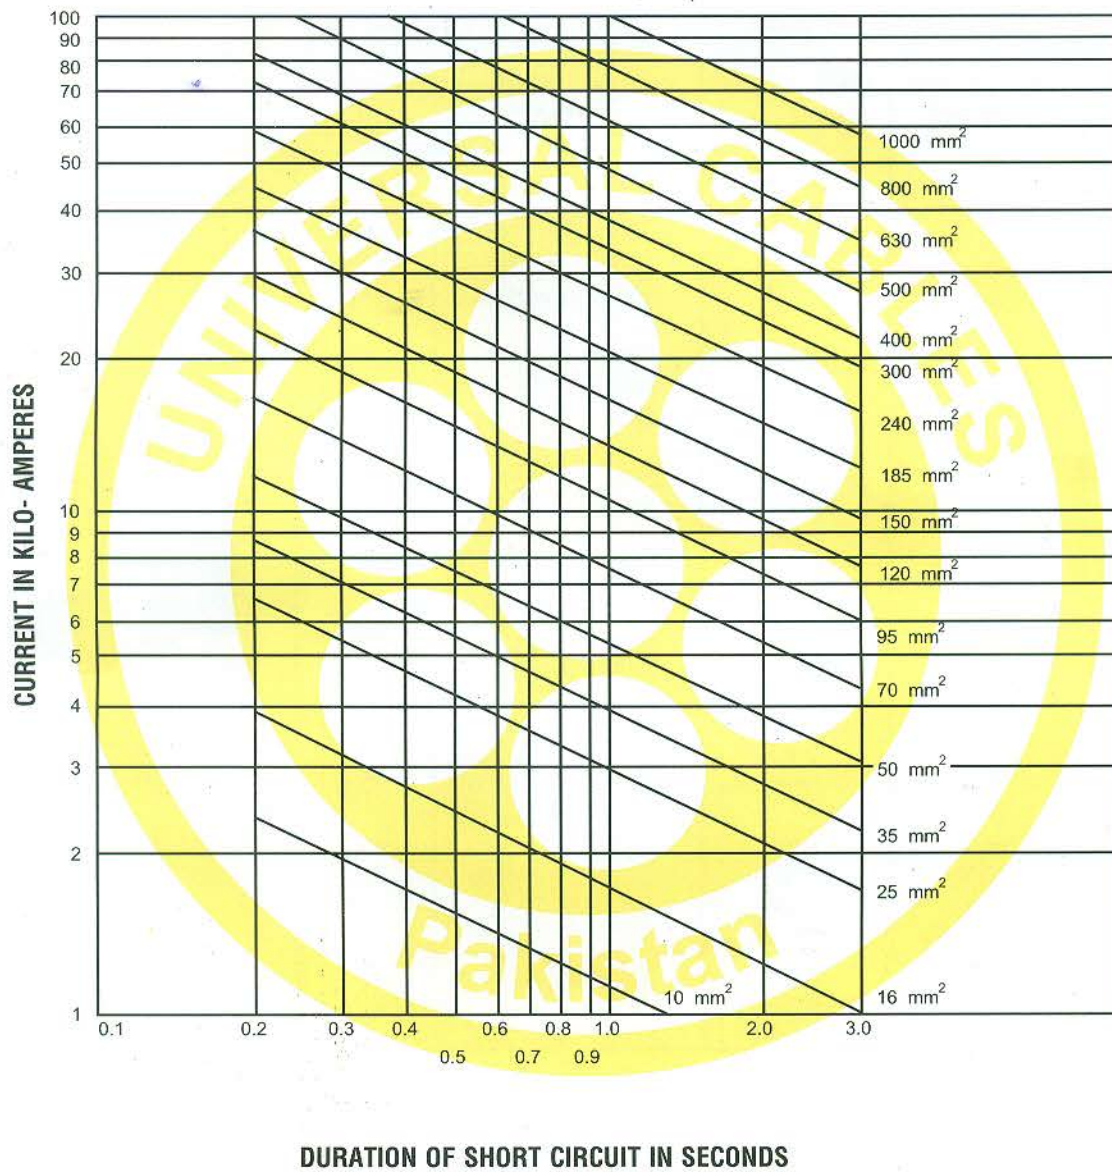 100
90
80
70
60
50
40
30
20
10
9
8
7
6
5
4
3
2
1
CURRENT IN KILO- AMPERES
UNIVERSAL CABLES
Pakistan
1000 mm²
800 mm²
630 mm²
500 mm²
400 mm²
300 mm²
240 mm²
185 mm²
150 mm²
120 mm²
95 mm²
70 mm²
50 mm²
35 mm²
25 mm²
10 mm² 16 mm²
0.1 0.2 0.3 0.4 0.6 0.8 1.0 2.0 3.0
0.5 0.7 0.9
DURATION OF SHORT CIRCUIT IN SECONDS